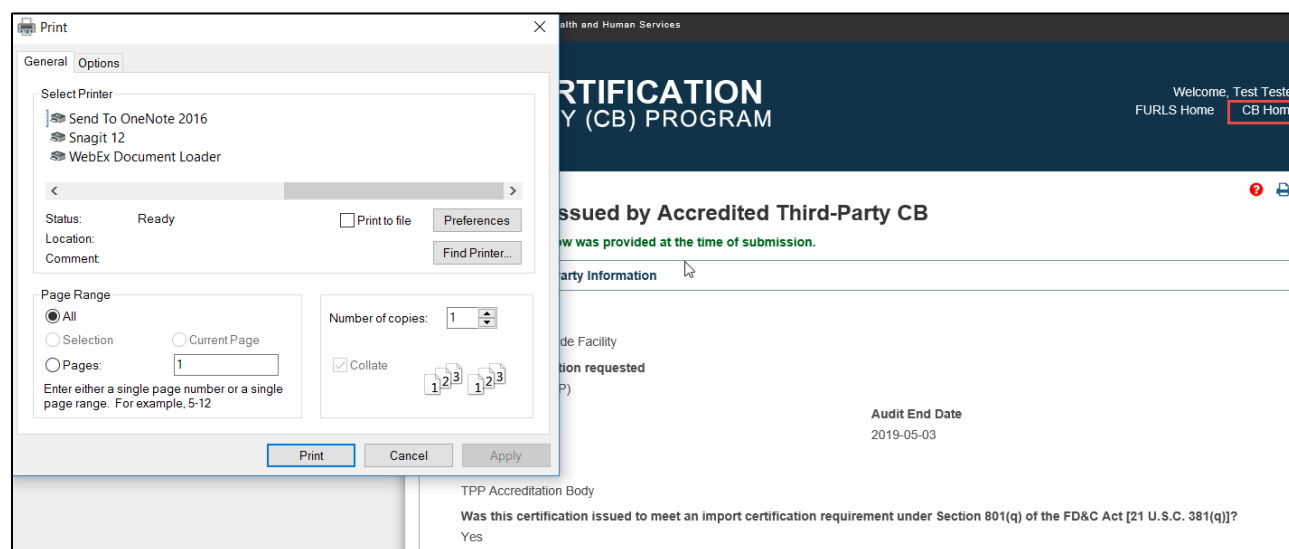 Print
General Options
Select Printer
Send To OneNote 2016
Snagit 12
WebEx Document Loader
Status: Ready
Print to file
Preferences
Location:
Find Printer...
Comment:
Page Range
All
Selection
Current Page
Pages: 1
Enter either a single page number or a single
page range. For example, 5-12
Number of copies: 1
Collate
1 2 3 1 2 3
Print Cancel Apply
alth and Human Services
RTIFICATION
Y (CB) PROGRAM
Welcome, Test Teste
FURLS Home CB Hom
ssued by Accredited Third-Party CB
ow was provided at the time of submission.
arty Information
de Facility
tion requested
P)
Audit End Date
2019-05-03
TPP Accreditation Body
Was this certification issued to meet an import certification requirement under Section 801(q) of the FD&C Act [21 U.S.C. 381(q)]?
Yes